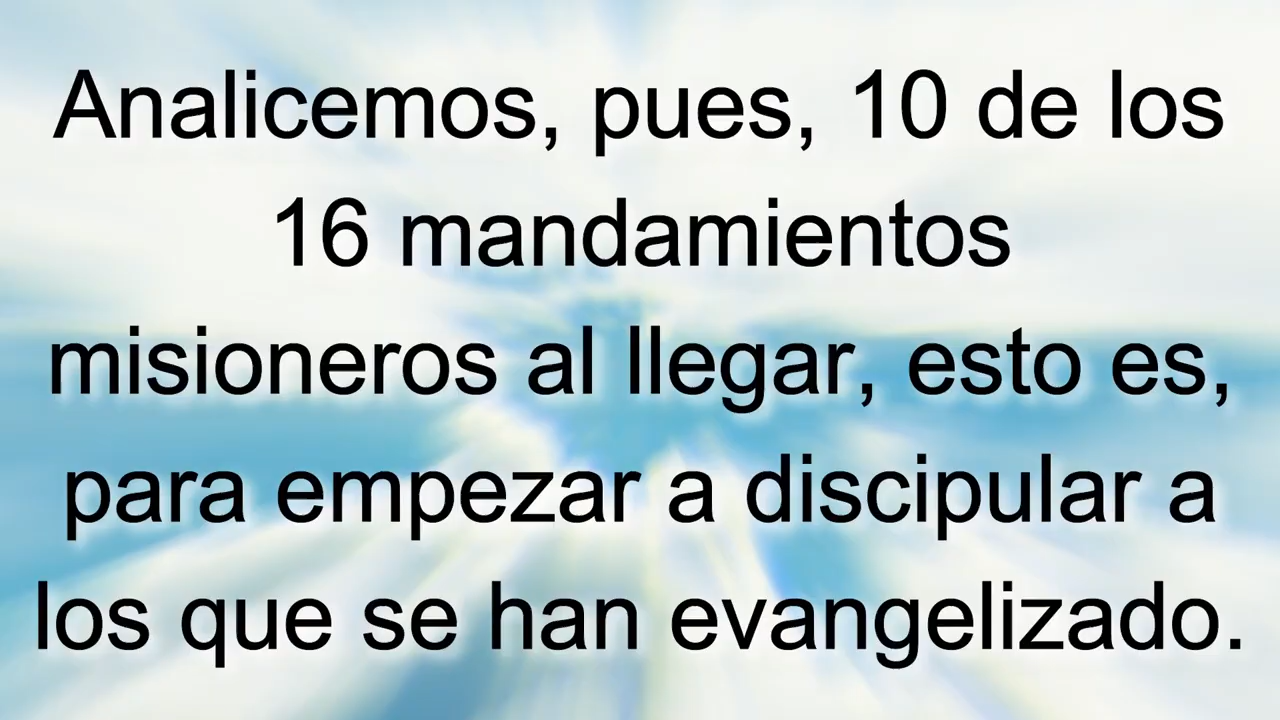 Analicemos, pues, 10 de los
16 mandamientos
misioneros al llegar, esto es,
para empezar a discipular a
los que se han evangelizado.